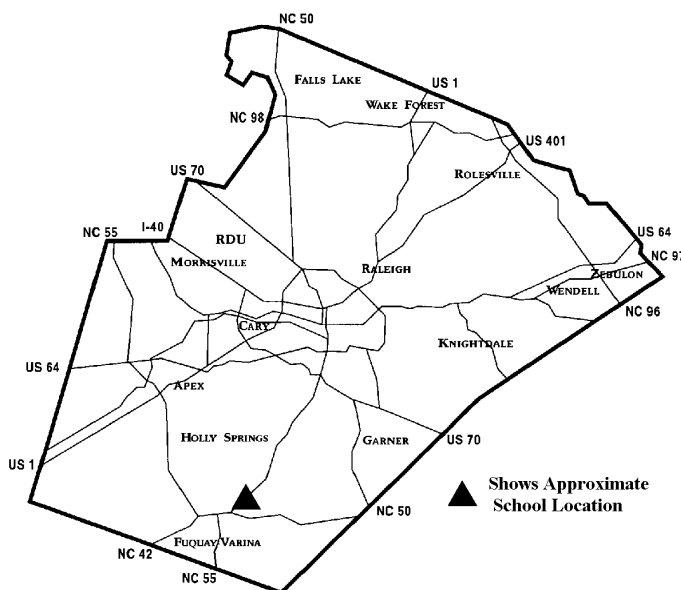 NC 50
FALLS LAKE
US 1
WAKE FOREST
NC 98
US 401
US 70
ROLESVILLE
I-40
NC 55
RDU
US 64
MORRISVILLE
RALEIGH
NC 97
ZEBULON
WENDELL
NC 96
CARY
KNIGHTDALE
US 64
APEX
HOLLY SPRINGS
GARNER
US 70
US 1
Shows Approximate
School Location
NC 50
FUQUAY-VARINA
NC 42
NC 55